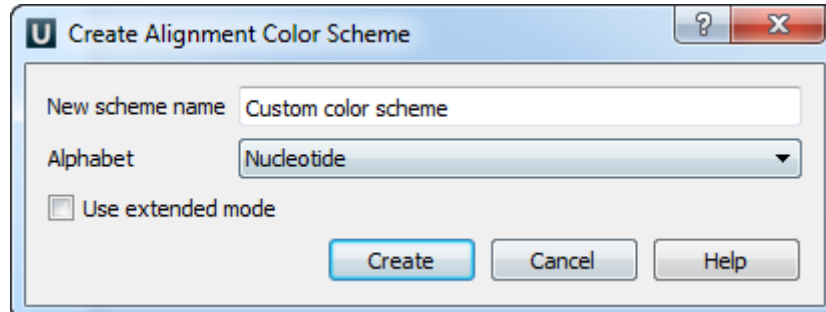 U Create Alignment Color Scheme ?
New scheme name Custom color scheme
Alphabet Nucleotide
Use extended mode
Create Cancel Help